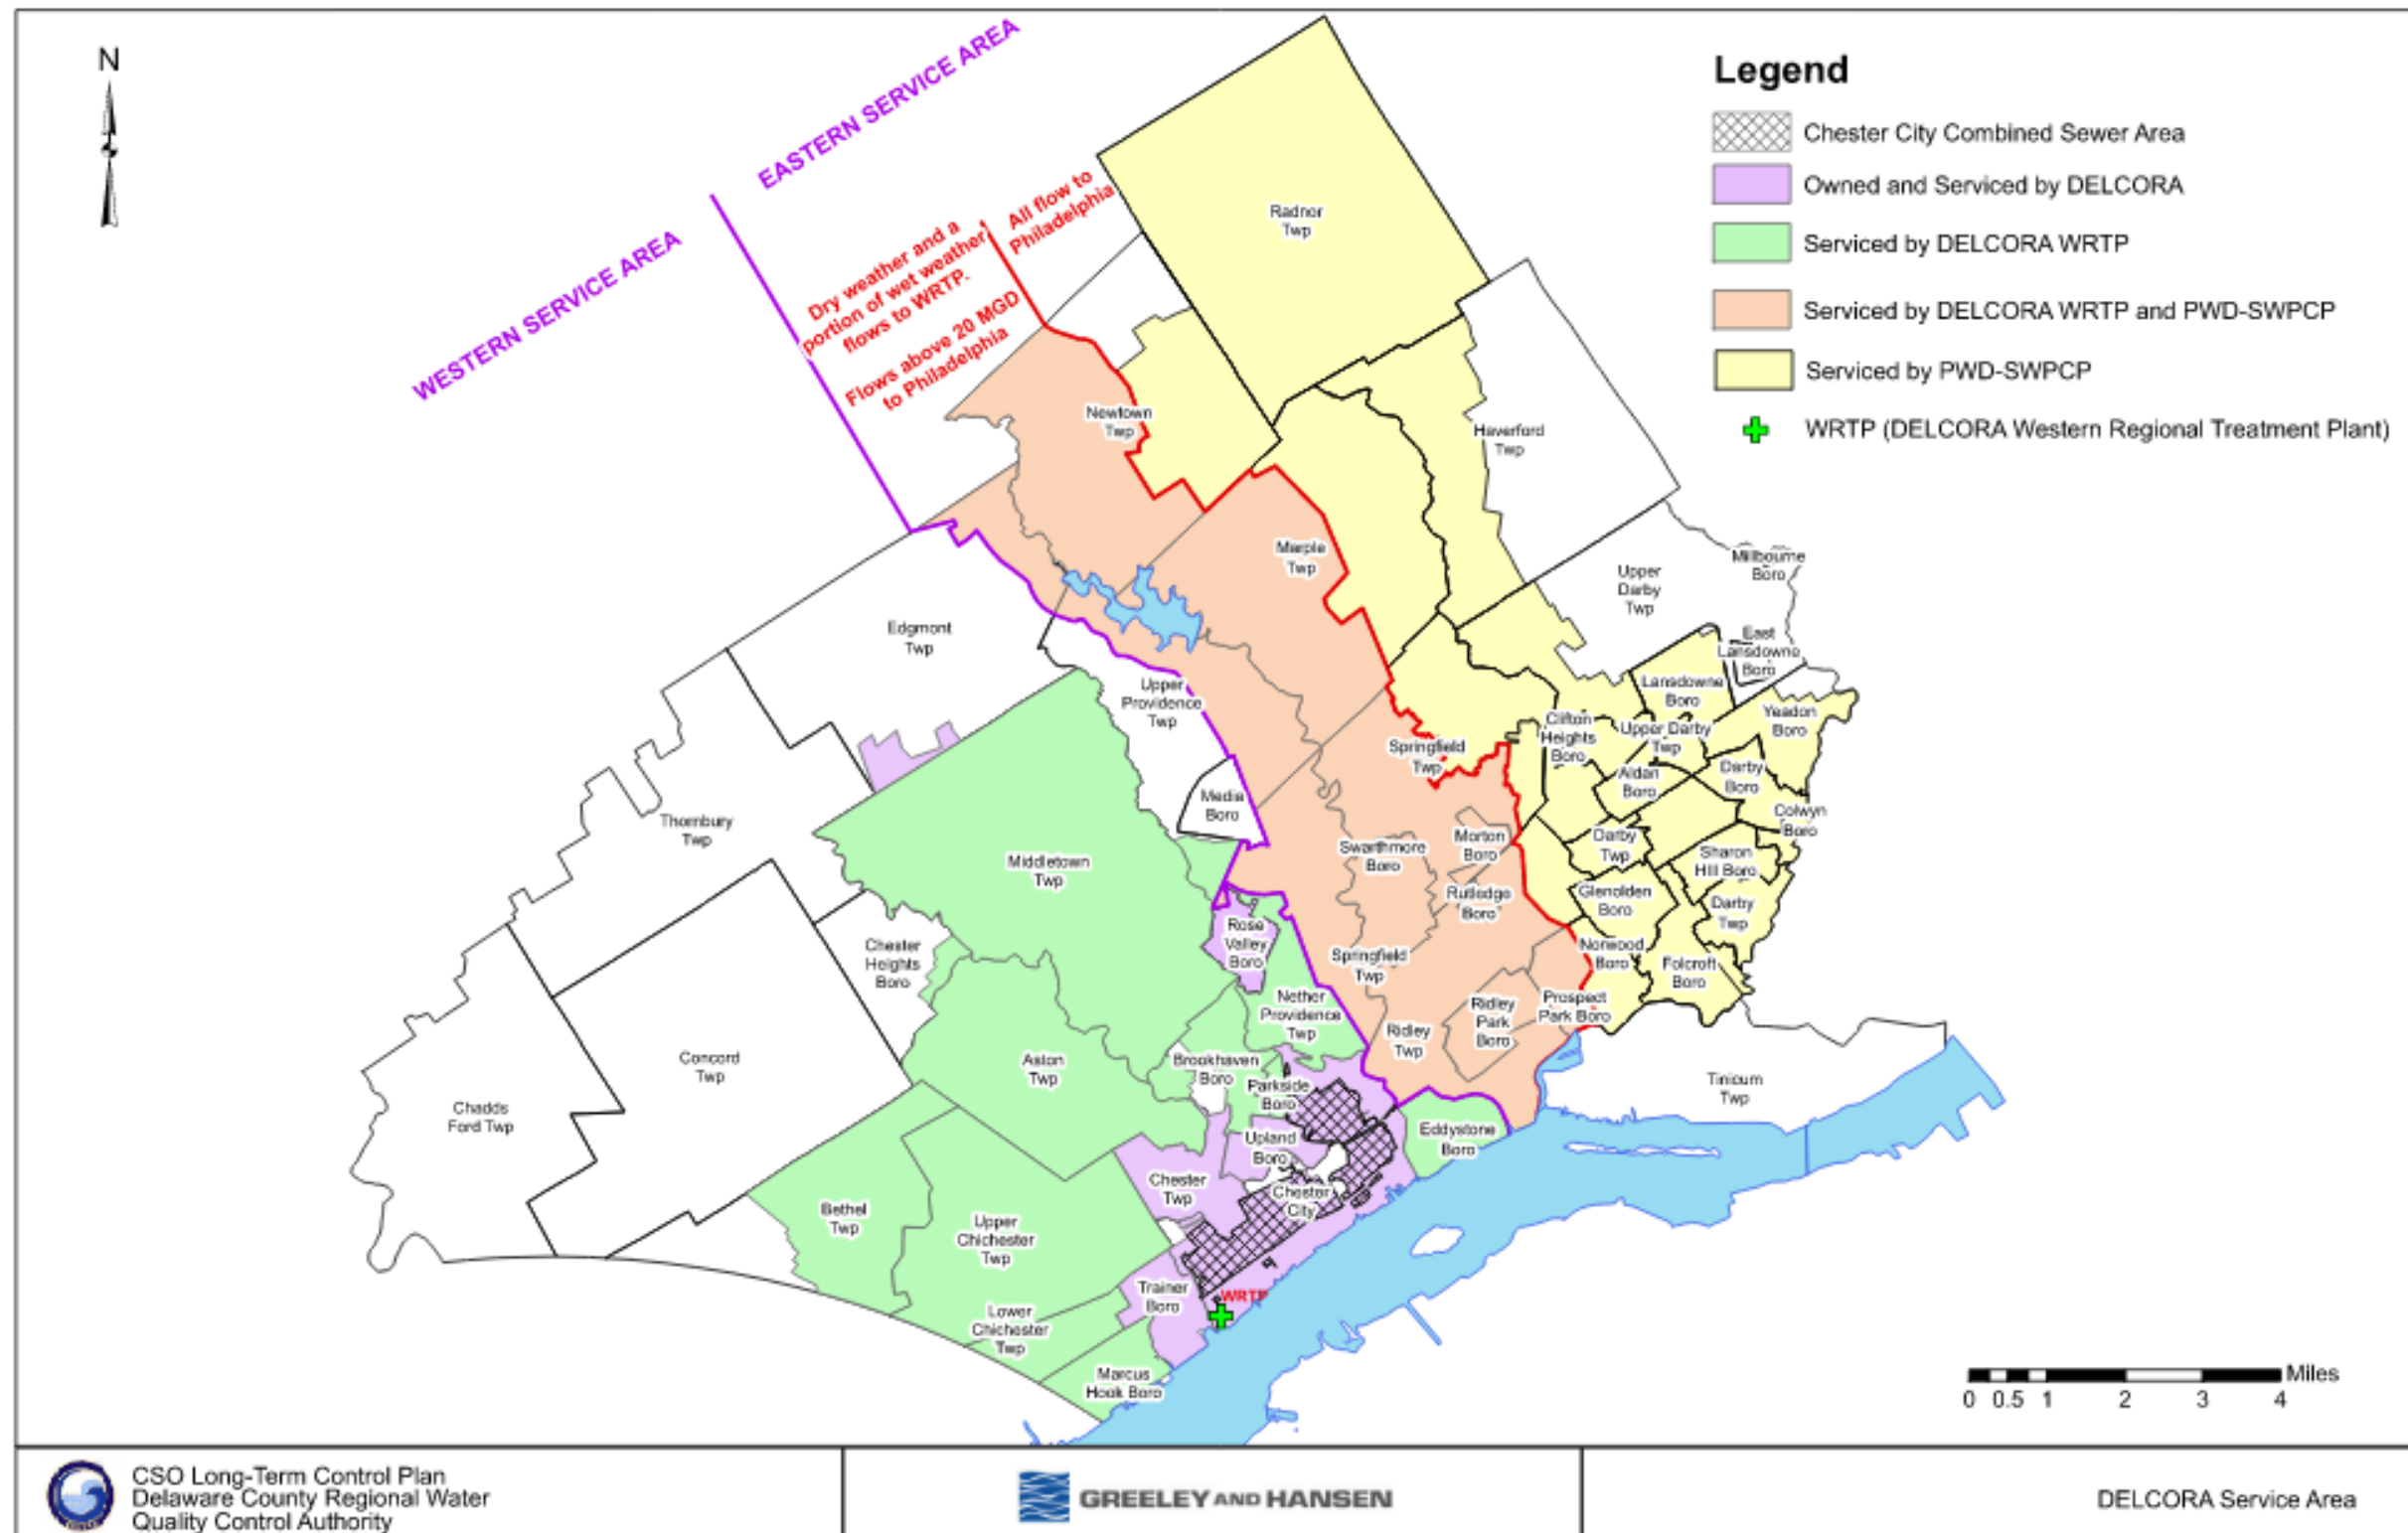 N
EASTERN SERVICE AREA
WESTERN SERVICE AREA
Dry weather and a
portion of wet weather
flows to WRTP.
Flows above 20 MGD
to Philadelphia
All flow to
Philadelphia
Legend
Chester City Combined Sewer Area
Owned and Serviced by DELCORA
Serviced by DELCORA WRTP
Serviced by DELCORA WRTP and PWD-SWPCP
Serviced by PWD-SWPCP
WRTP (DELCORA Western Regional Treatment Plant)
Radnor
Twp
Newtown
Twp
Haverford
Twp
Marple
Twp
Upper
Darby
Twp
Millbourne
Boro
East
Lansdowne
Boro
Edgmont
Twp
Upper
Providence
Twp
Lansdowne
Boro
Yeadon
Boro
Clifton
Heights
Boro
Upper Darby
Twp
Springfield
Twp
Aldan
Boro
Darby
Boro
Colwyn
Boro
Media
Boro
Thornbury
Twp
Middletown
Twp
Swarthmore
Boro
Morton
Boro
Darby
Twp
Sharon
Hill Boro
Rutledge
Boro
Glenolden
Boro
Darby
Twp
Rose
Valley
Boro
Chester
Heights
Boro
Springfield
Twp
Norwood
Boro
Folcroft
Boro
Nether
Providence
Twp
Ridley
Park
Boro
Prospect
Park Boro
Ridley
Twp
Concord
Twp
Aston
Twp
Brookhaven
Boro
Parkside
Boro
Tinicum
Twp
Chadds
Ford Twp
Upland
Boro
Eddystone
Boro
Chester
Twp
Chester
City
Bethel
Twp
Upper
Chichester
Twp
Trainer
Boro
WRTP
Lower
Chichester
Twp
Marcus
Hook Boro
Miles
0 0.5 1 2 3 4
CSO Long-Term Control Plan
Delaware County Regional Water
Quality Control Authority
GREELEY AND HANSEN
DELCORA Service Area